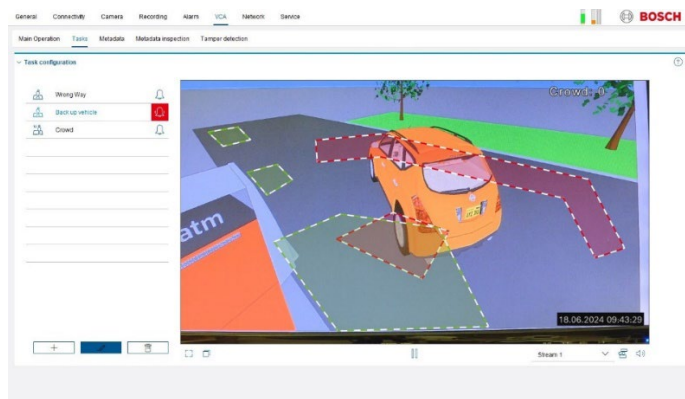 General Connectivity Camera Recording Alarm VCA Network Service
BOSCH
Main Operation Tasks Metadata Metadata inspection Tamper detection
Task configuration
Wrong Way
Back up vehicle
Crowd
Crowd: 0
atm
18.06.2024 09:43:29
Stream 1